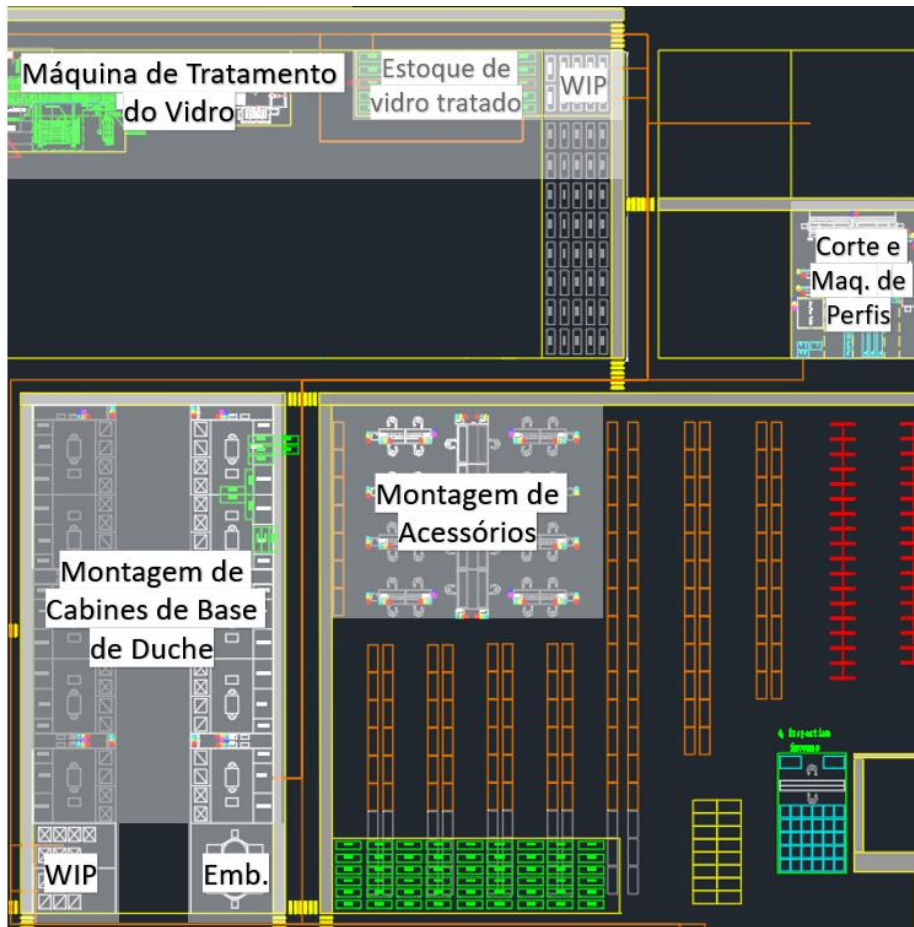 Máquina de Tratamento
do Vidro
Estoque de
vidro tratado
WIP
Corte e
Maq. de
Perfis
Montagem de
Acessórios
Montagem de
Cabines de Base
de Duche
Inspection
WIP
Emb.